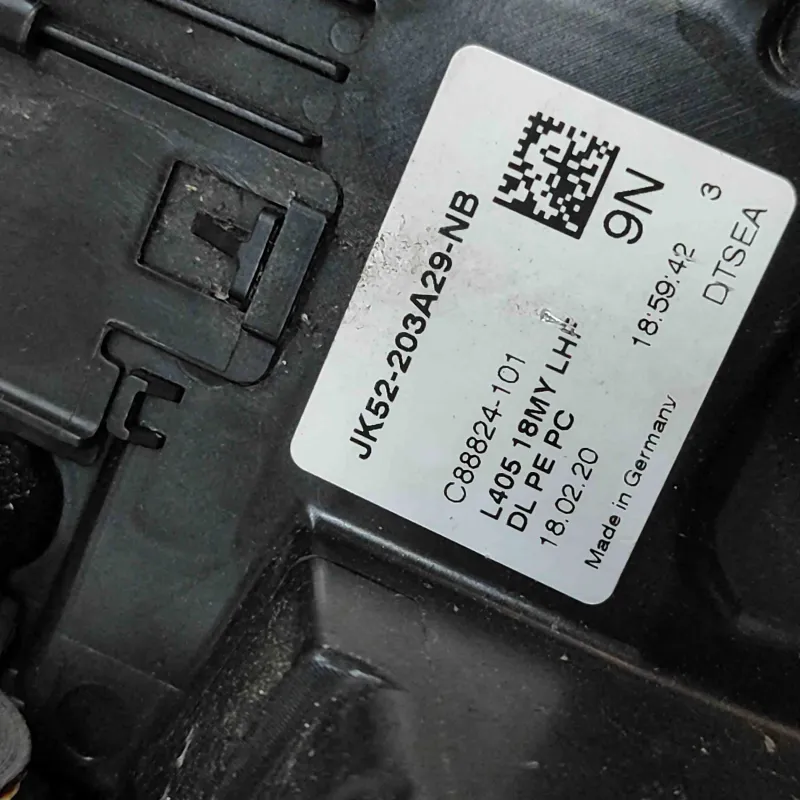 JK52-203A29-NB
9N
C88824-101
L405 18MY
DL PE PC
18.02.20
18:59:42
3
Made in Germany
DTSEA